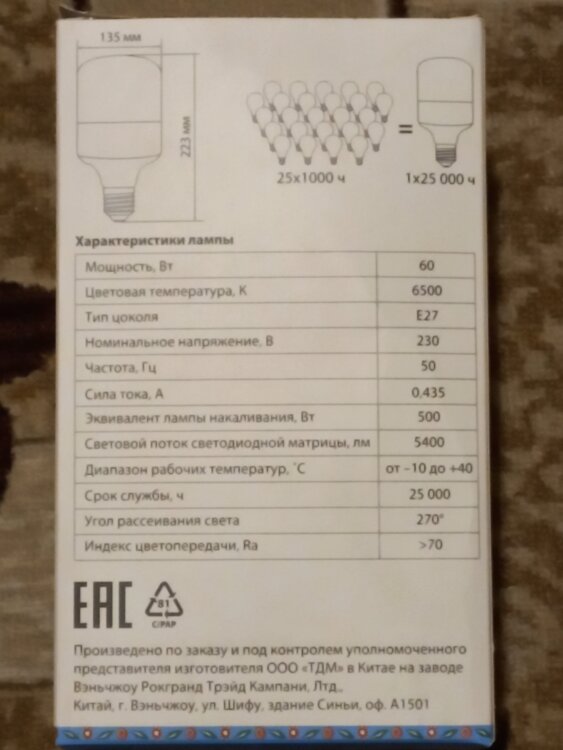 135 мм
223 мм
25x1000 ч
=
1x25 000 ч
Характеристики лампы
Мощность, Вт 60
Цветовая температура, К 6500
Тип цоколя E27
Номинальное напряжение, В 230
Частота, Гц 50
Сила тока, А 0,435
Эквивалент лампы накаливания, Вт 500
Световой поток светодиодной матрицы, лм 5400
Диапазон рабочих температур, °С от –10 до +40
Срок службы, ч 25 000
Угол рассеивания света 270°
Индекс цветопередачи, Ra >70
EAC
81
C/PAP
Произведено по заказу и под контролем уполномоченного
представителя изготовителя ООО «ТДМ» в Китае на заводе
Вэньчжоу Рокгранд Трэйд Кампани, Лтд.,
Китай, г. Вэньчжоу, ул. Шифу, здание Синьи, оф. А1501